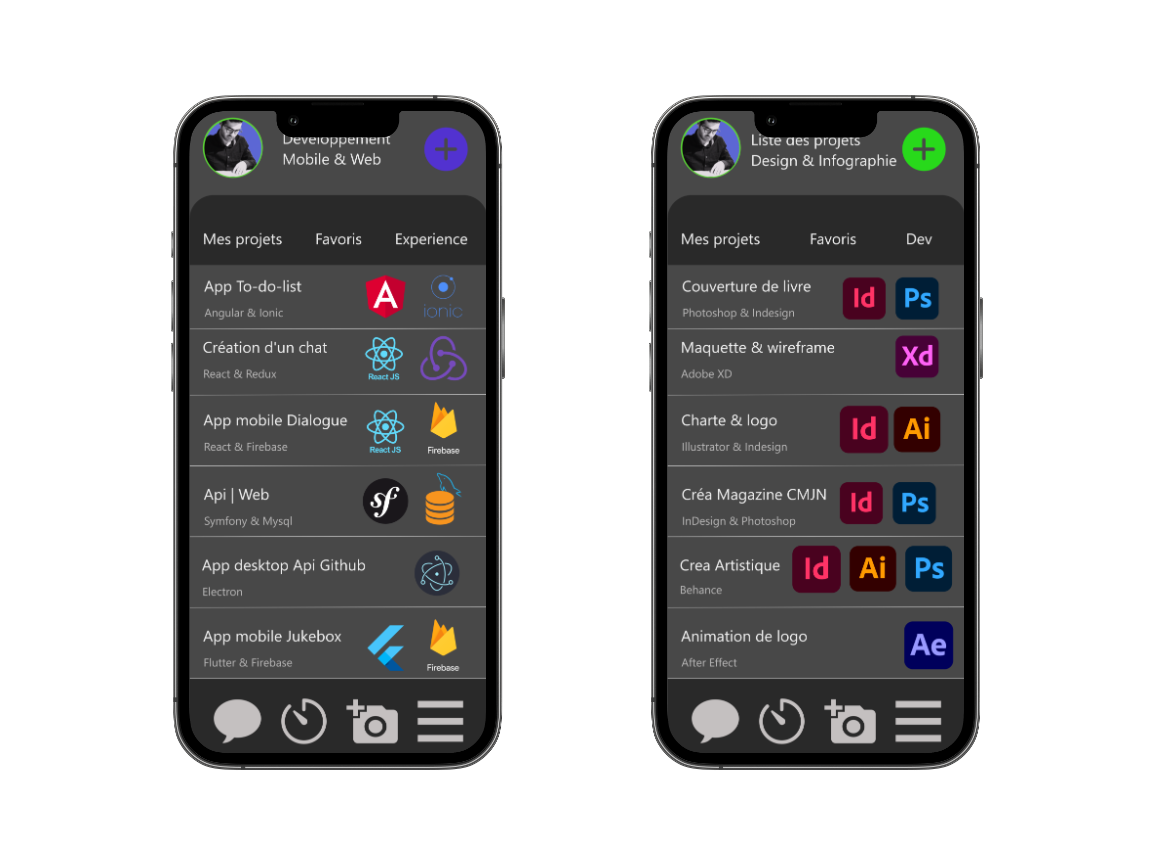 Développement
Mobile & Web
Mes projets Favoris Experience
App To-do-list
Angular & Ionic
A
ionic
Création d'un chat
React & Redux
React JS
App mobile Dialogue
React & Firebase
React JS
Firebase
Api | Web
Symfony & Mysql
sf
App desktop Api Github
Electron
App mobile Jukebox
Flutter & Firebase
Firebase
Liste des projets
Design & Infographie
Mes projets Favoris Dev
Couverture de livre
Photoshop & Indesign
Id Ps
Maquette & wireframe
Adobe XD
Xd
Charte & logo
Illustrator & Indesign
Id Ai
Créa Magazine CMJN
InDesign & Photoshop
Id Ps
Crea Artistique
Behance
Id Ai Ps
Animation de logo
After Effect
Ae